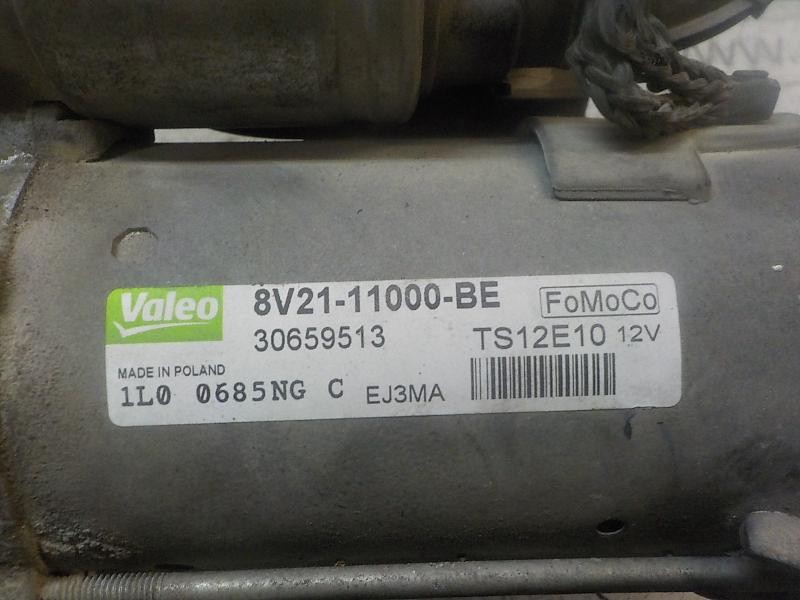 Valeo 8V21-11000-BE FoMoCo
30659513 TS12E10 12V
MADE IN POLAND
1L0 0685NG C EJ3MA